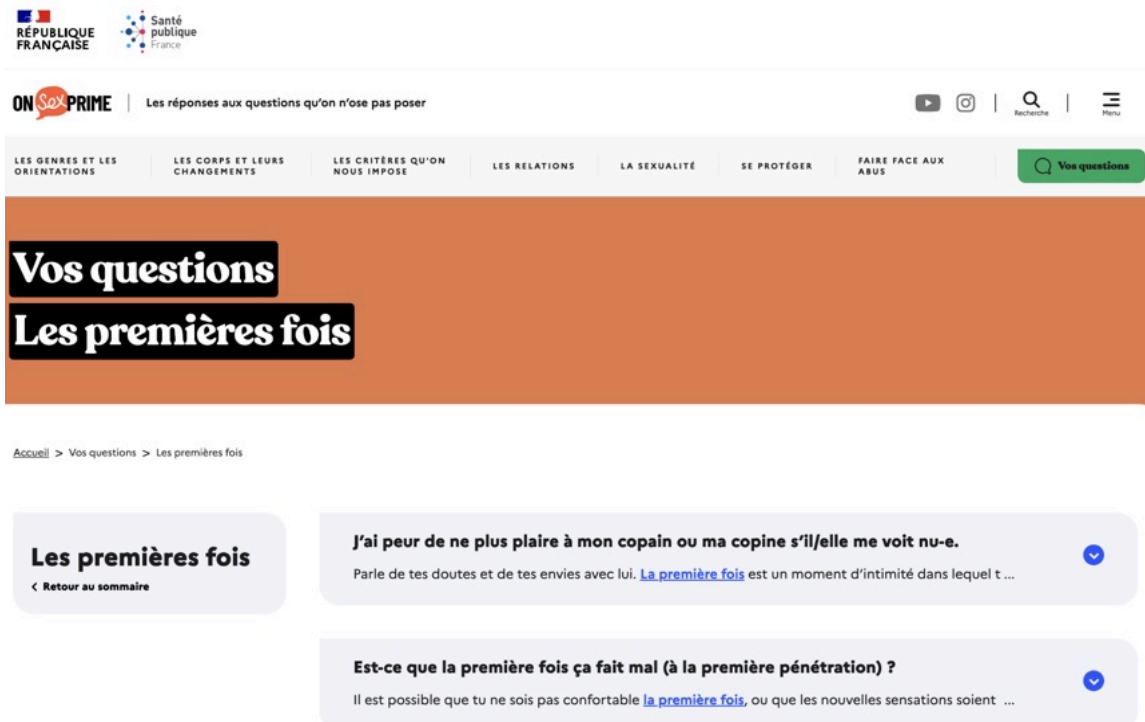 RÉPUBLIQUE
FRANÇAISE
Santé
publique
France
ON Sex PRIME
Les réponses aux questions qu'on n'ose pas poser
Recherche
Menu
LES GENRES ET LES
ORIENTATIONS
LES CORPS ET LEURS
CHANGEMENTS
LES CRITÈRES QU'ON
NOUS IMPOSE
LES RELATIONS
LA SEXUALITÉ
SE PROTÉGER
FAIRE FACE AUX
ABUS
Vos questions
Vos questions
Les premières fois
Accueil > Vos questions > Les premières fois
Les premières fois
< Retour au sommaire
J'ai peur de ne plus plaire à mon copain ou ma copine s'il/elle me voit nu-e.
Parle de tes doutes et de tes envies avec lui. La première fois est un moment d'intimité dans lequel t ...
Est-ce que la première fois ça fait mal (à la première pénétration) ?
Il est possible que tu ne sois pas confortable la première fois, ou que les nouvelles sensations soient ...